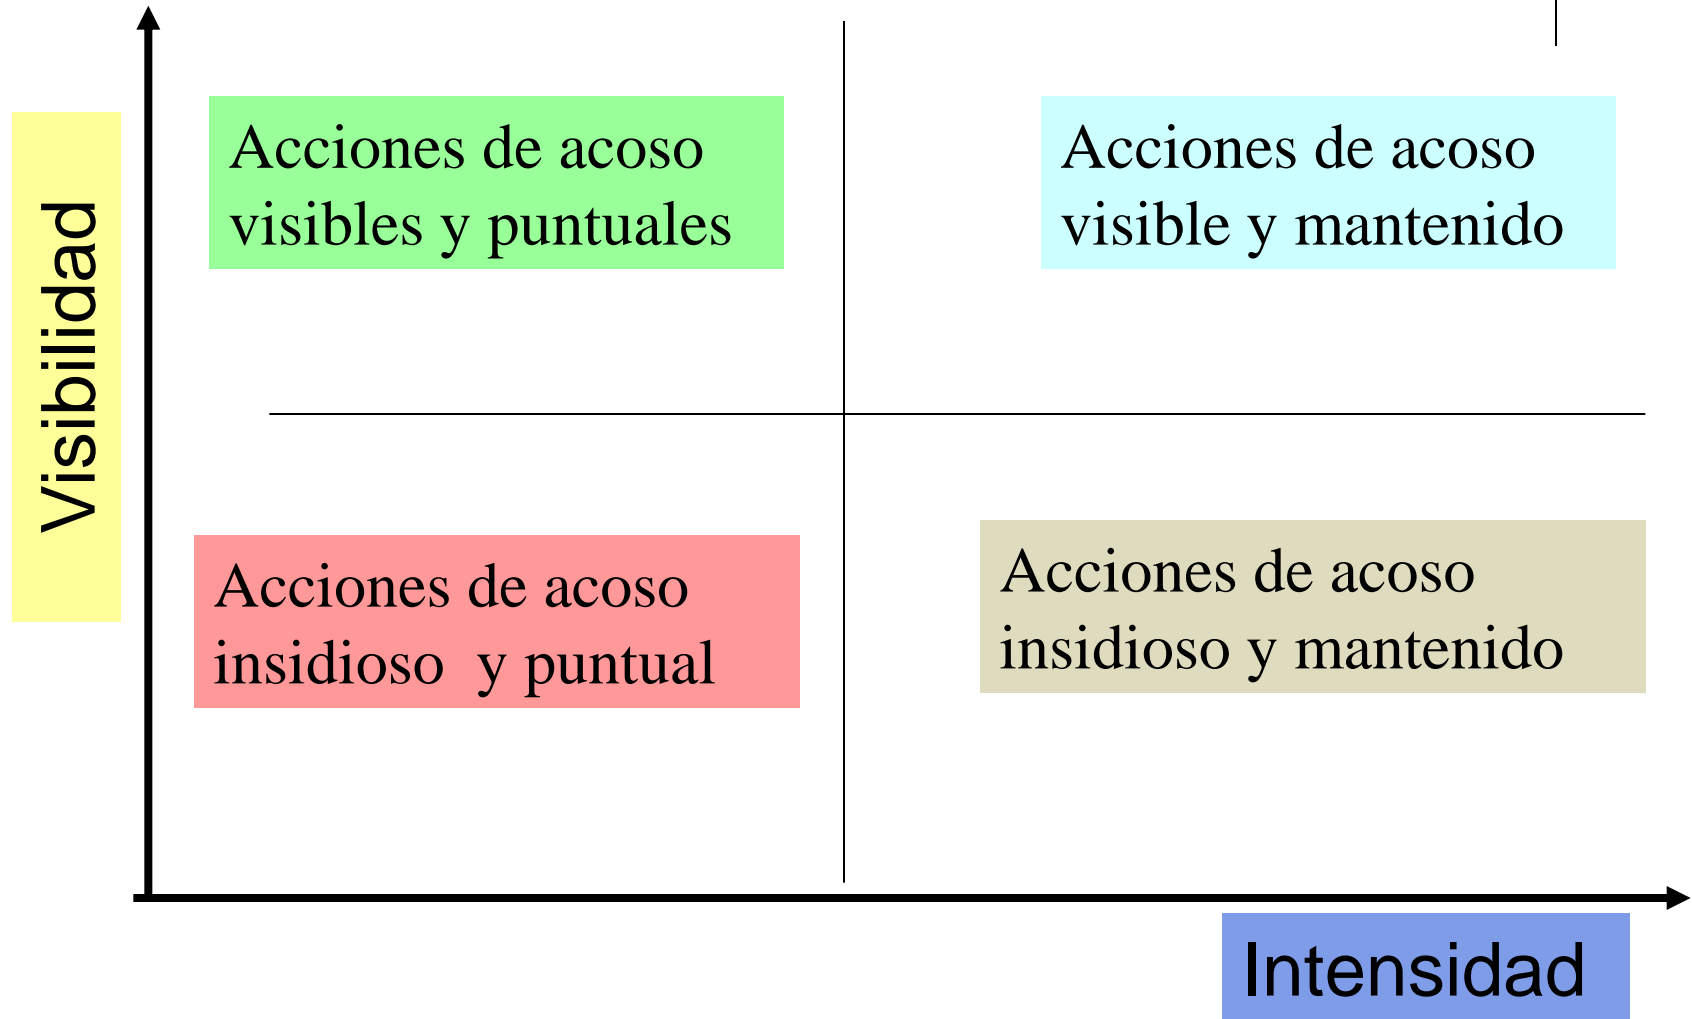 Visibilidad
Acciones de acoso
visibles y puntuales
Acciones de acoso
visible y mantenido
Acciones de acoso
insidioso  y puntual
Acciones de acoso
insidioso y mantenido
Intensidad